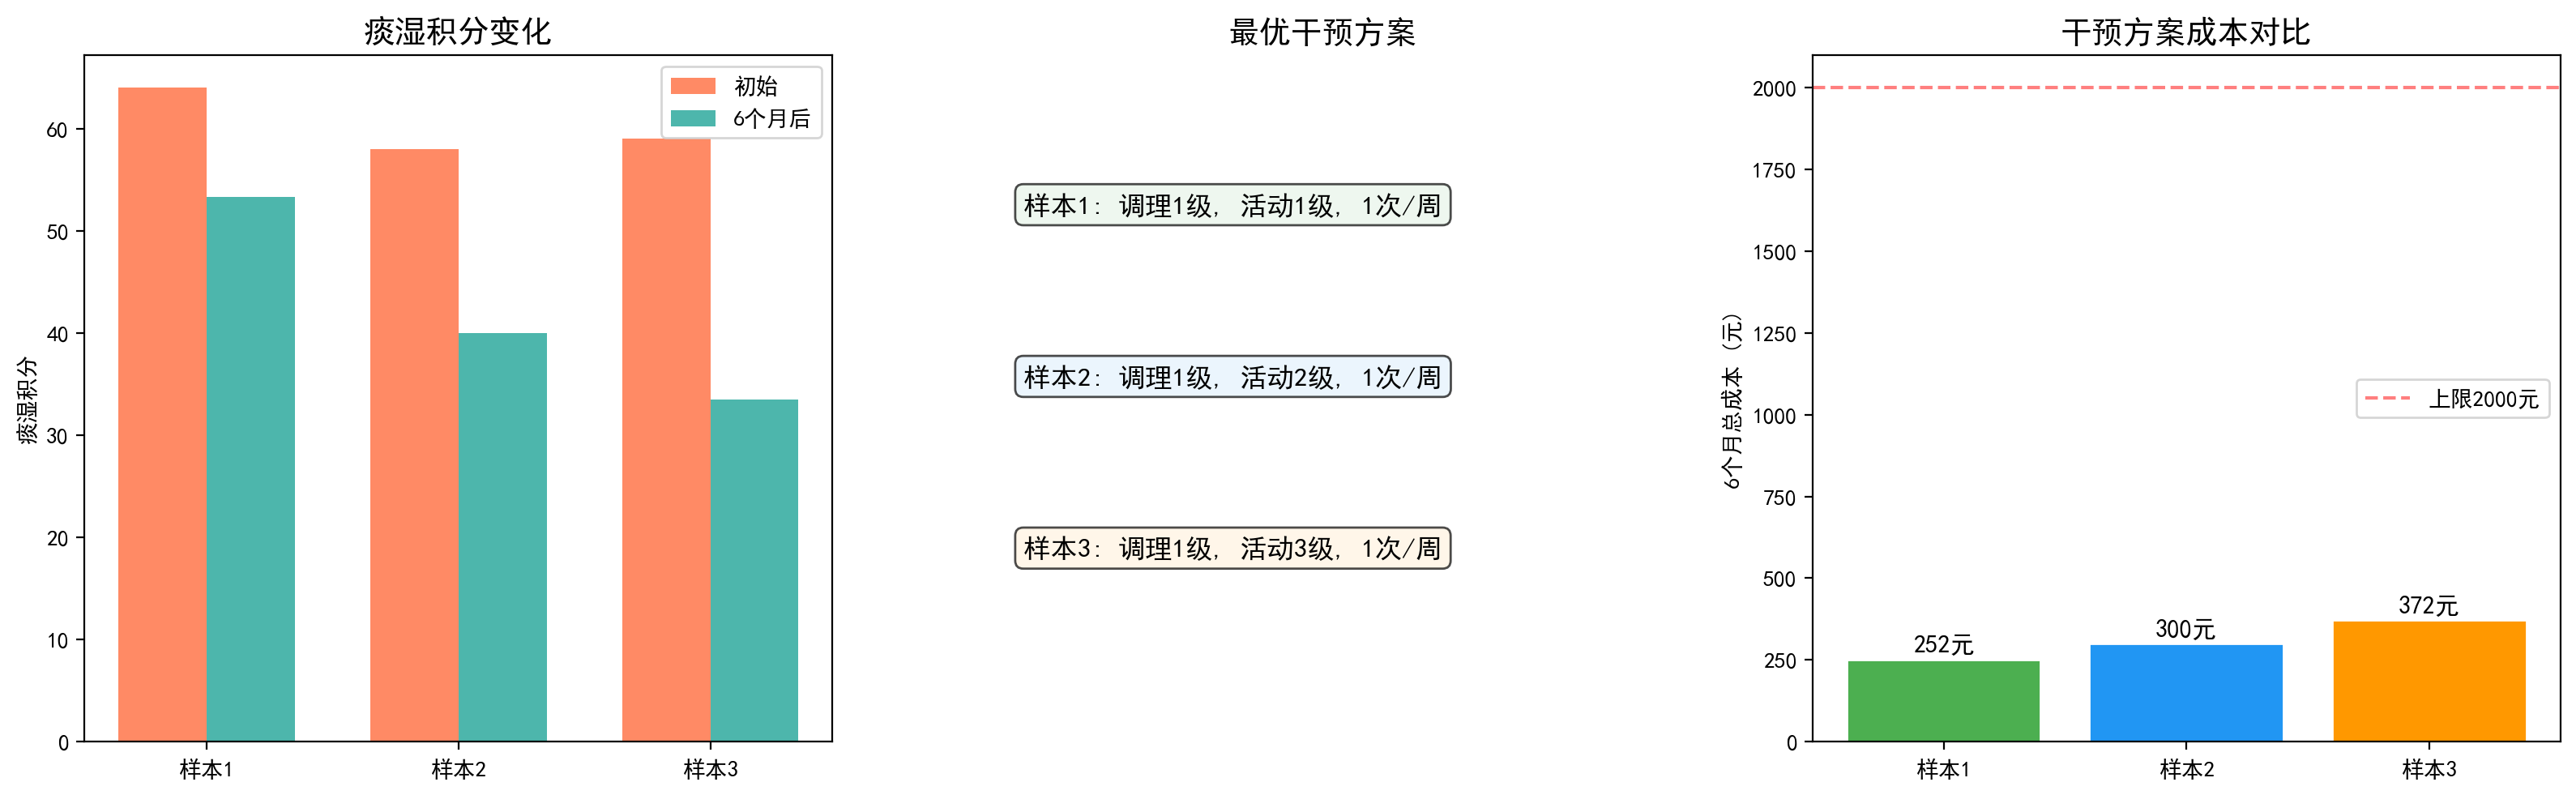 痰湿积分变化
初始
6个月后
痰湿积分
60
50
40
30
20
10
0
样本1
样本2
样本3
最优干预方案
样本1: 调理1级, 活动1级, 1次/周
样本2: 调理1级, 活动2级, 1次/周
样本3: 调理1级, 活动3级, 1次/周
干预方案成本对比
6个月总成本 (元)
2000
1750
1500
1250
1000
750
500
250
0
上限2000元
252元
300元
372元
样本1
样本2
样本3